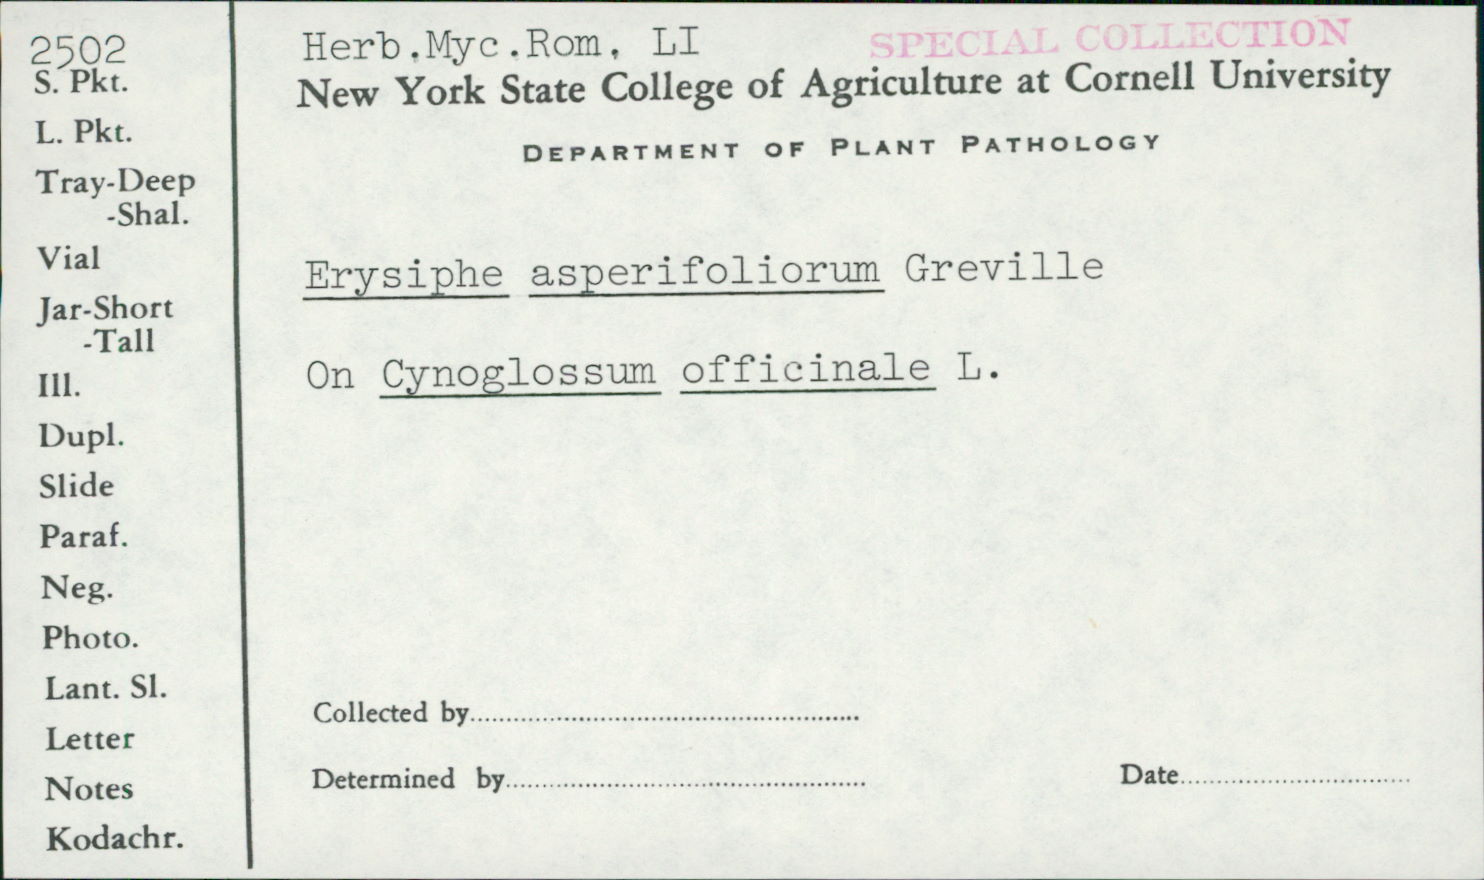 2502
S. Pkt.
L. Pkt.
Tray-Deep
-Shal.
Vial
Jar-Short
-Tall
Ill.
Dupl.
Slide
Paraf.
Neg.
Photo.
Lant. Sl.
Letter
Notes
Kodachr.
Herb.Myc.Rom. LI
SPECIAL COLLECTION
New York State College of Agriculture at Cornell University
DEPARTMENT OF PLANT PATHOLOGY
Erysiphe asperifoliorum Greville
On Cynoglossum officinale L.
Collected by
Determined by
Date